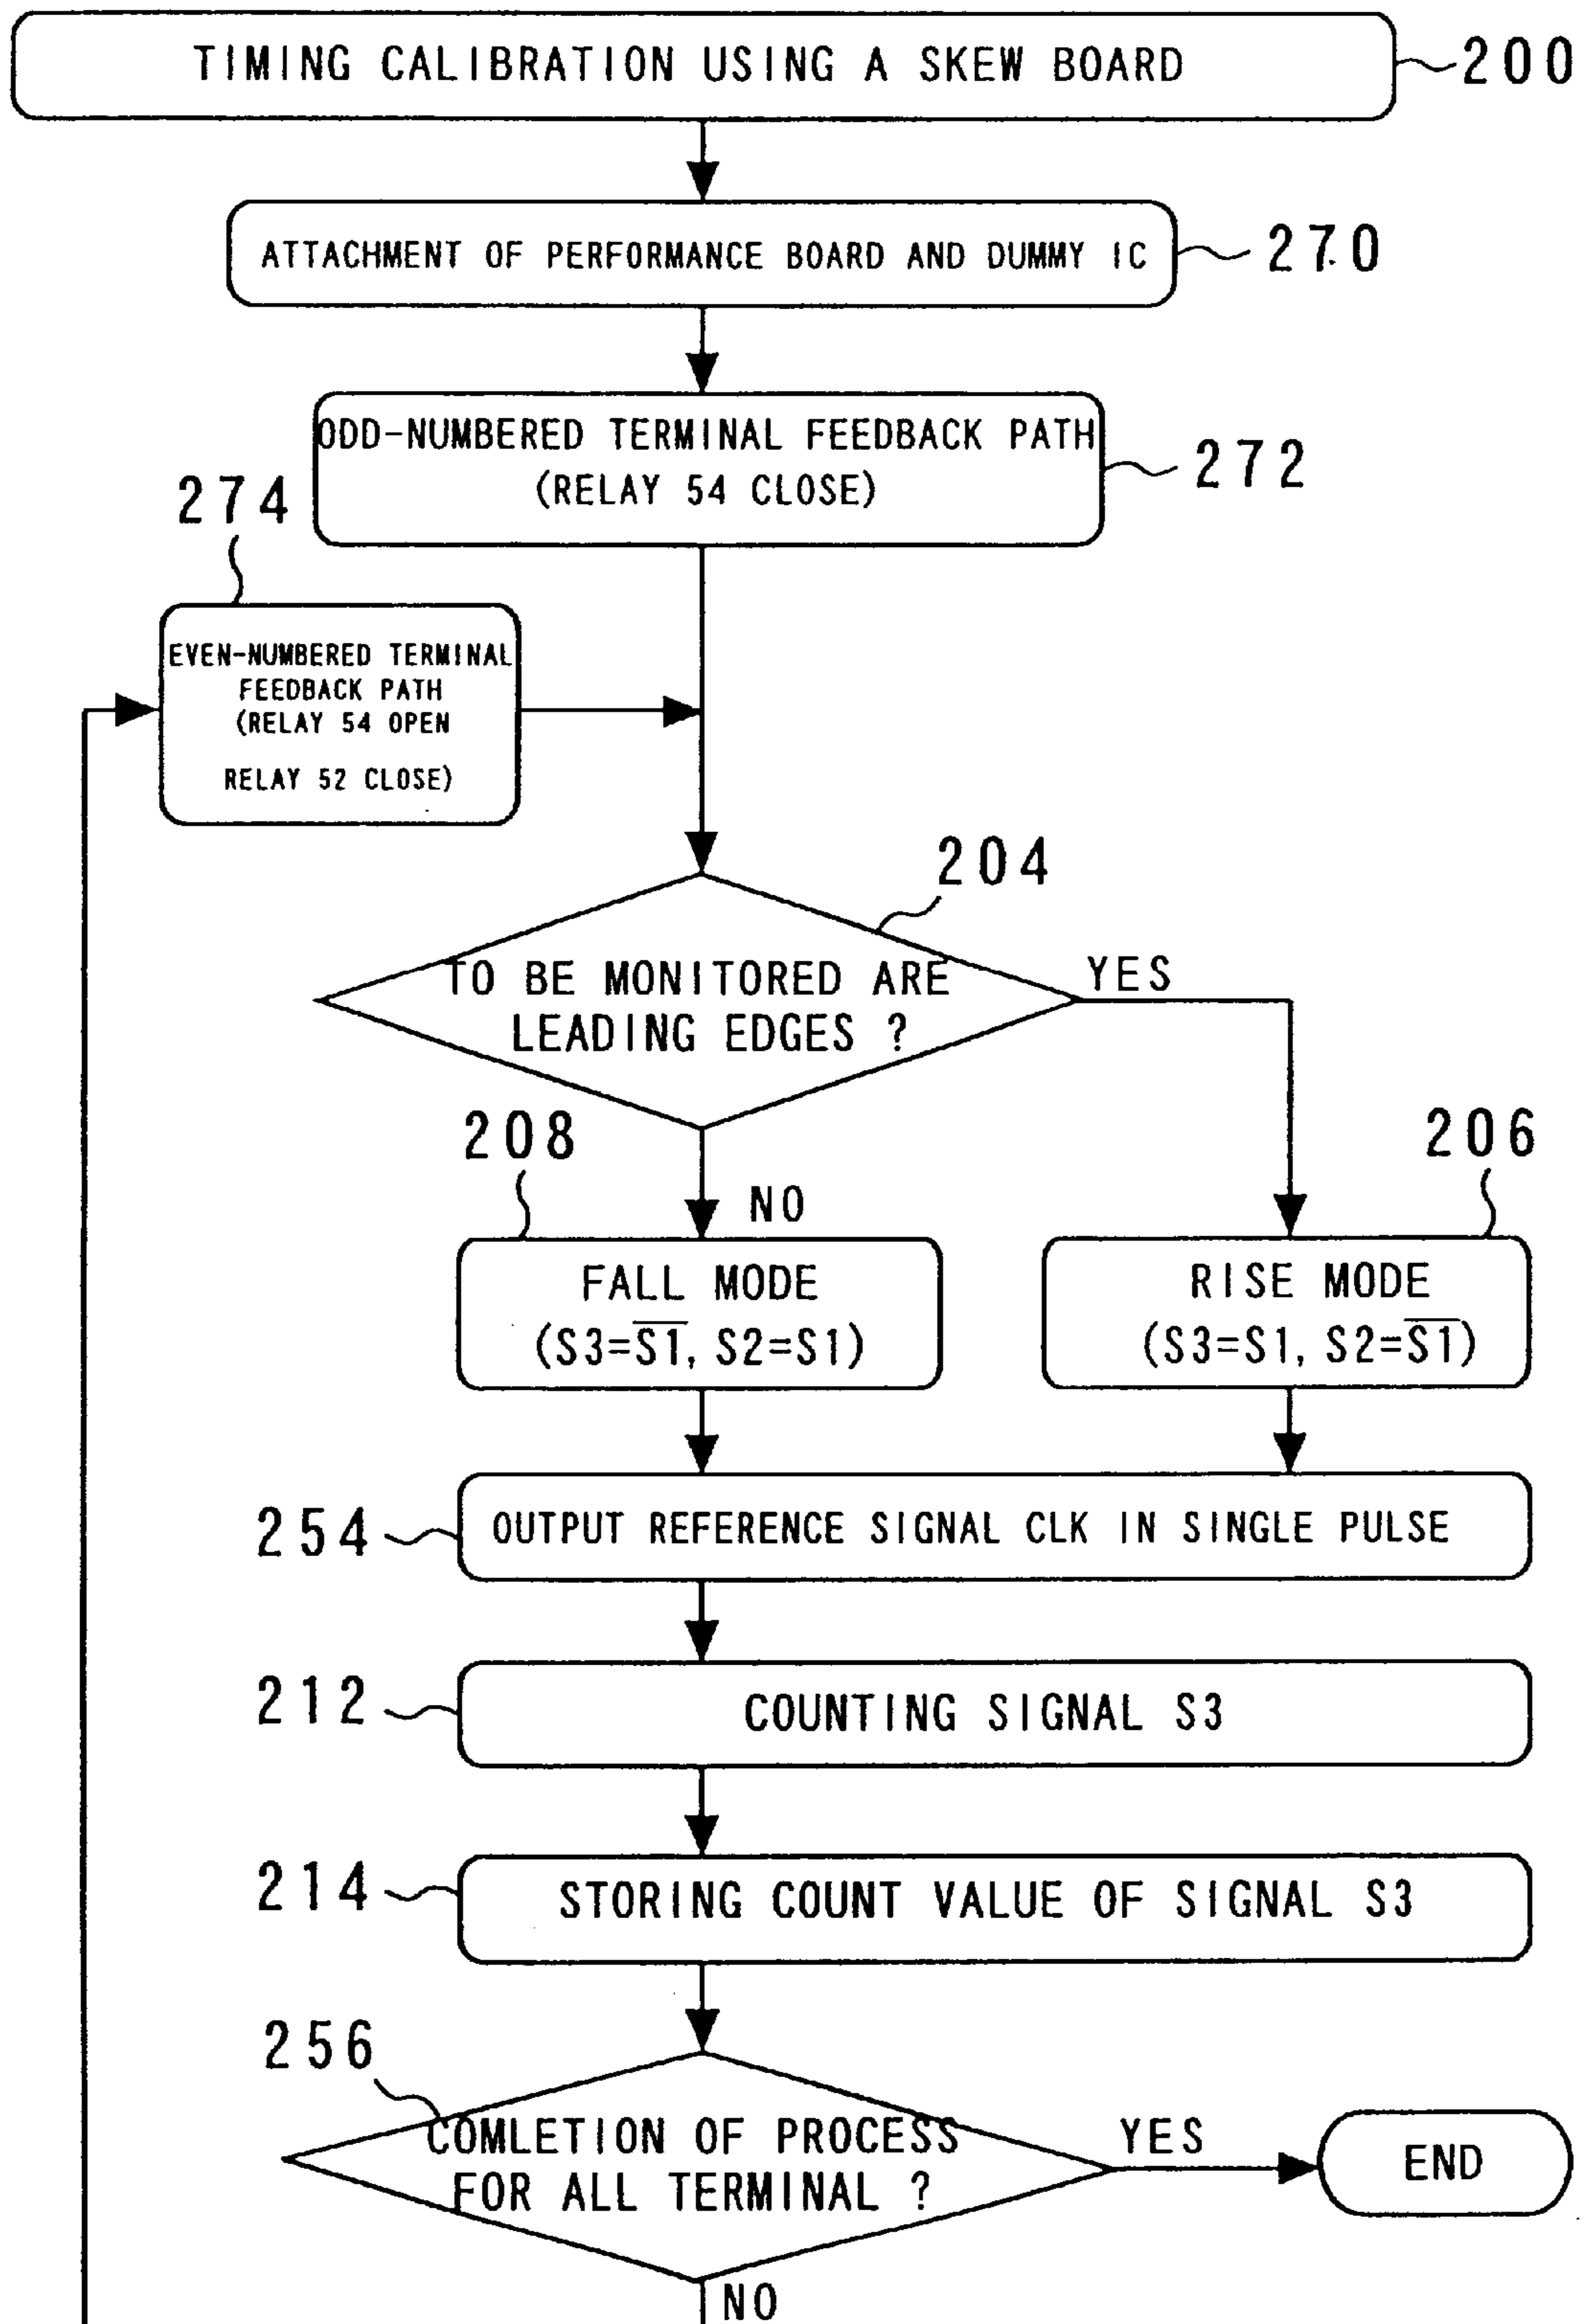 TIMING CALIBRATION USING A SKEW BOARD
200
ATTACHMENT OF PERFORMANCE BOARD AND DUMMY IC
270
ODD-NUMBERED TERMINAL FEEDBACK PATH
(RELAY 54 CLOSE)
272
274
EVEN-NUMBERED TERMINAL
FEEDBACK PATH
(RELAY 54 OPEN
RELAY 52 CLOSE)
204
TO BE MONITORED ARE
LEADING EDGES ?
YES
NO
208
FALL MODE
(S3=S̅1̅, S2=S1)
206
RISE MODE
(S3=S1, S2=S̅1̅)
254
OUTPUT REFERENCE SIGNAL CLK IN SINGLE PULSE
212
COUNTING SIGNAL S3
214
STORING COUNT VALUE OF SIGNAL S3
256
COMLETION OF PROCESS
FOR ALL TERMINAL ?
YES
END
NO